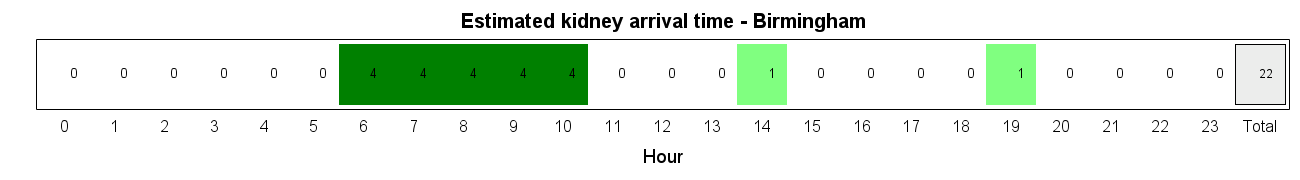 Estimated kidney arrival time - Birmingham
0 0 0 0 0 0 4 4 4 4 4 0 0 0 1 0 0 0 0 1 0 0 0 0 22
0 1 2 3 4 5 6 7 8 9 10 11 12 13 14 15 16 17 18 19 20 21 22 23 Total
Hour